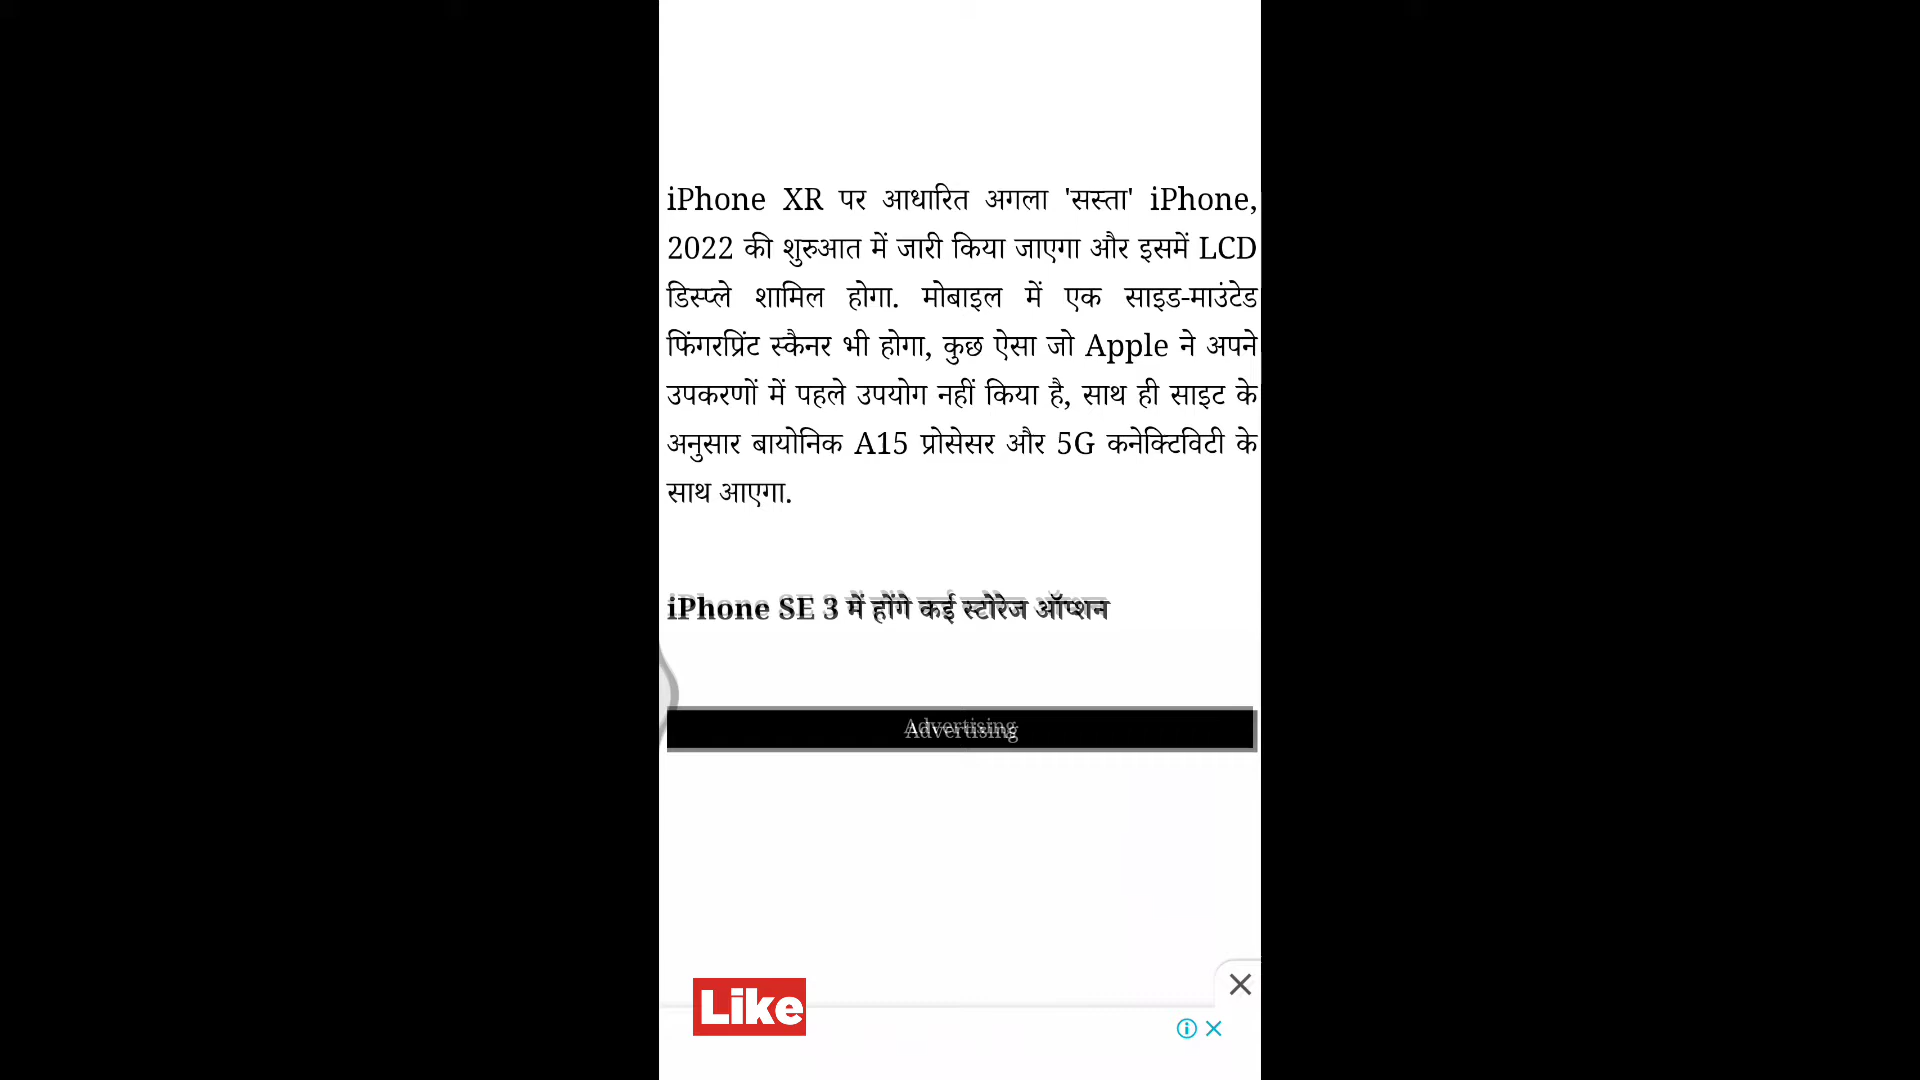 iPhone XR पर आधारित अगला 'सस्ता' iPhone,
2022 की शुरुआत में जारी किया जाएगा और इसमें LCD
डिस्प्ले शामिल होगा. मोबाइल में एक साइड-माउंटेड
फिंगरप्रिंट स्कैनर भी होगा, कुछ ऐसा जो Apple ने अपने
उपकरणों में पहले उपयोग नहीं किया है, साथ ही साइट के
अनुसार बायोनिक A15 प्रोसेसर और 5G कनेक्टिविटी के
साथ आएगा.
iPhone SE 3 में होंगे कई स्टोरेज ऑप्शन
Advertising
Like